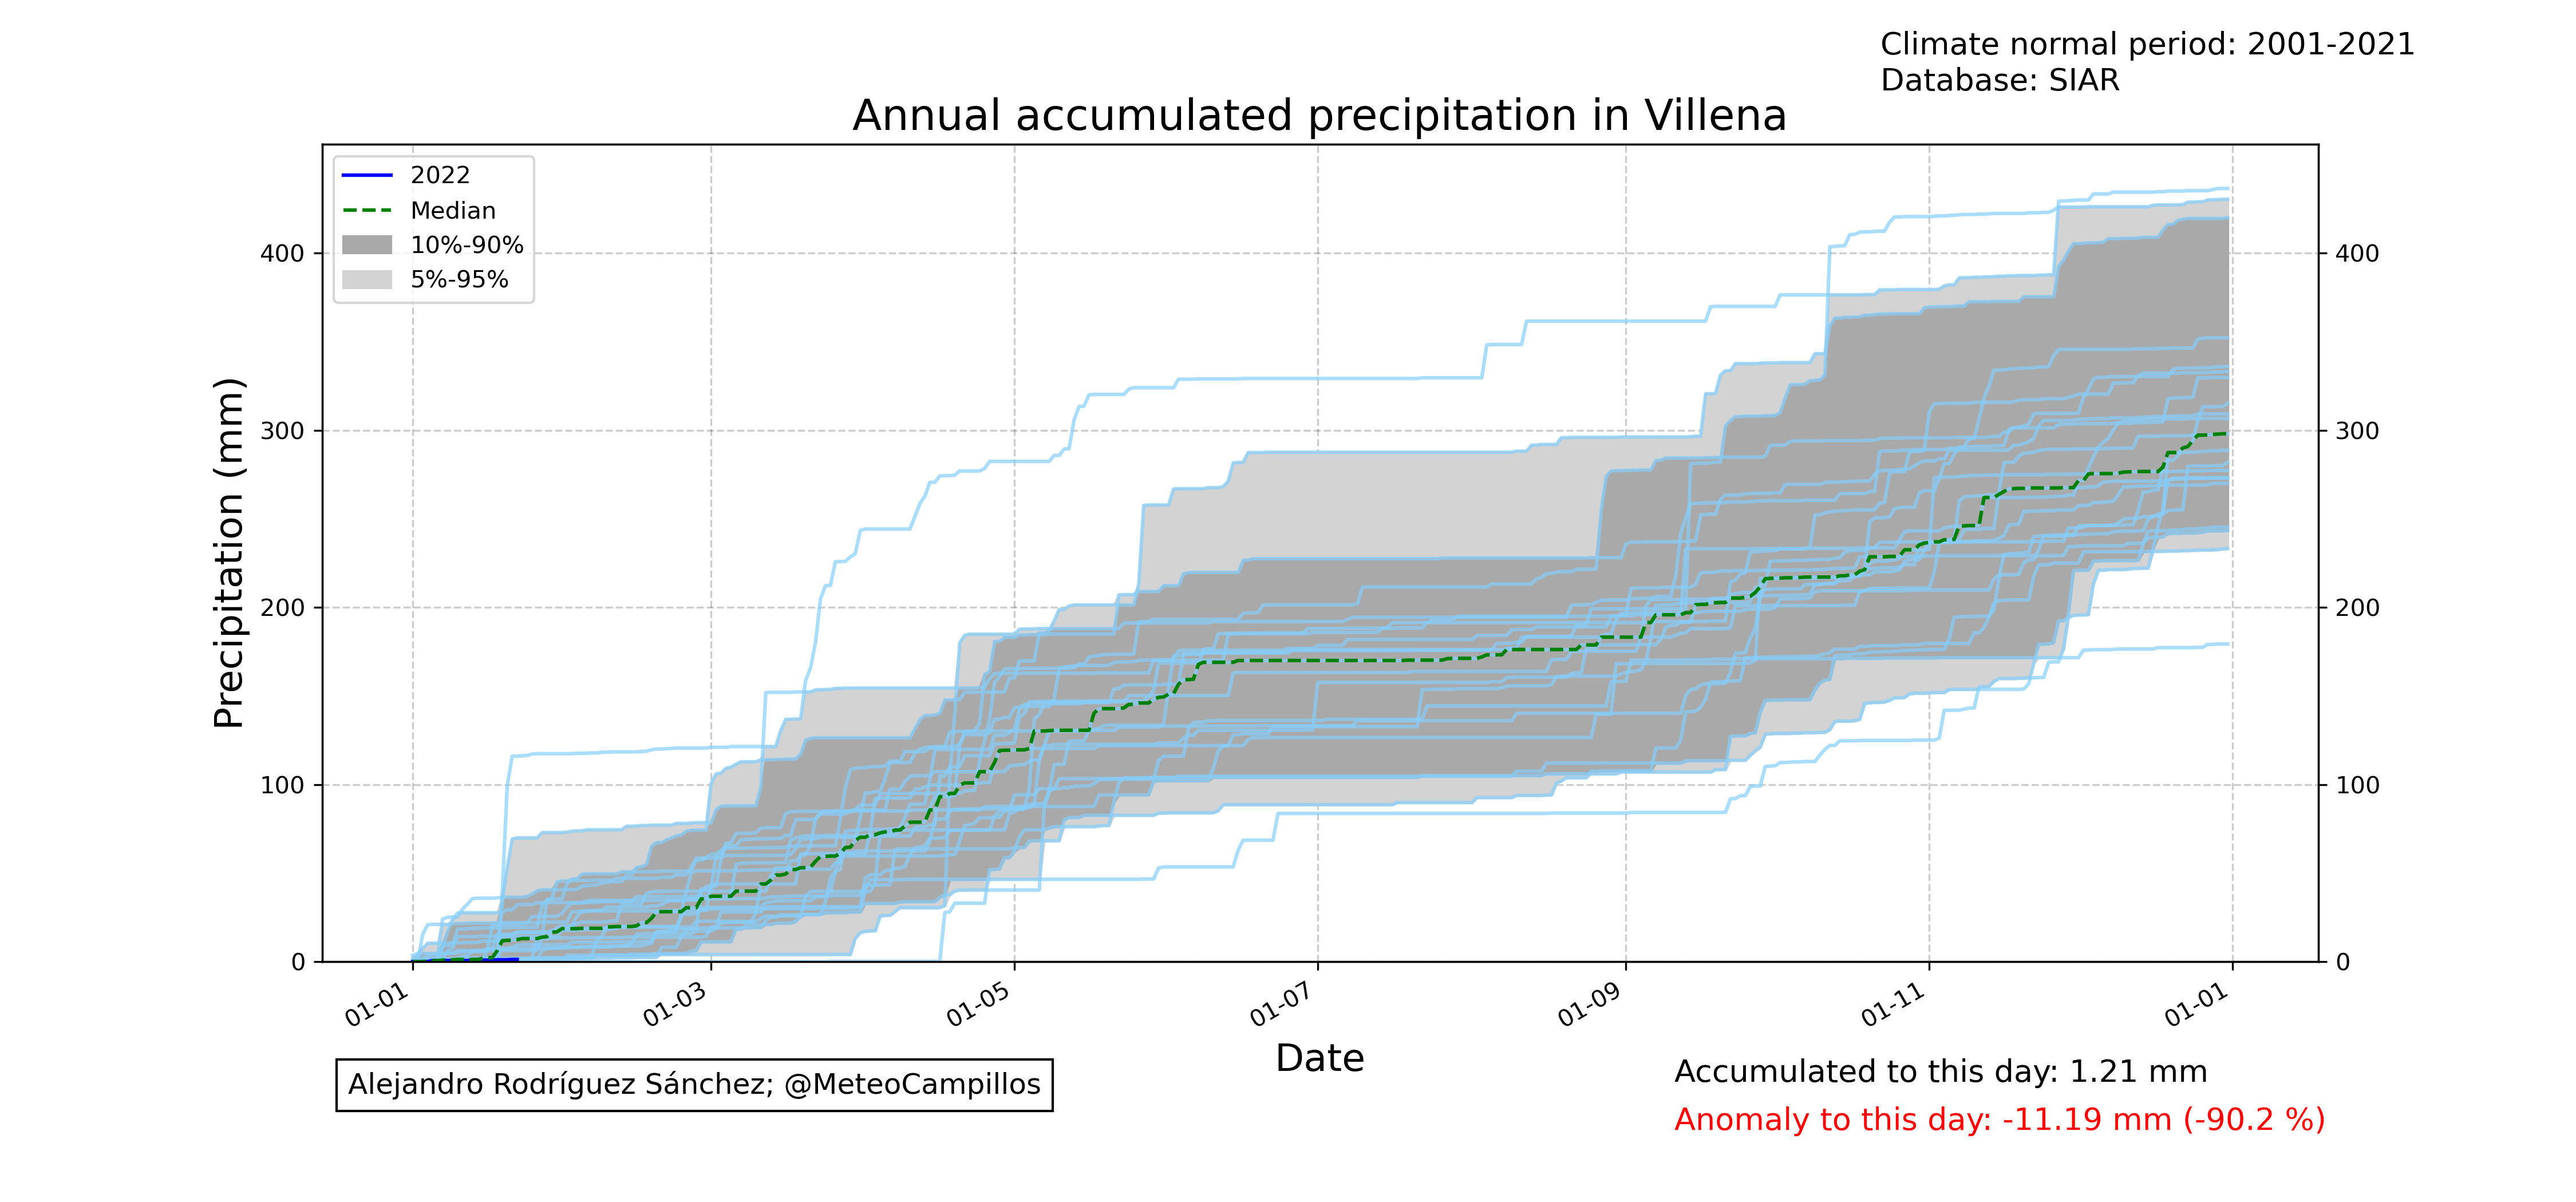 Climate normal period: 2001-2021
Database: SIAR
Annual accumulated precipitation in Villena
2022
Median
10%-90%
5%-95%
Precipitation (mm)
400
300
200
100
0
400
300
200
100
0
01-01
01-03
01-05
01-07
01-09
01-11
01-01
Date
Alejandro Rodríguez Sánchez; @MeteoCampillos
Accumulated to this day: 1.21 mm
Anomaly to this day: -11.19 mm (-90.2 %)